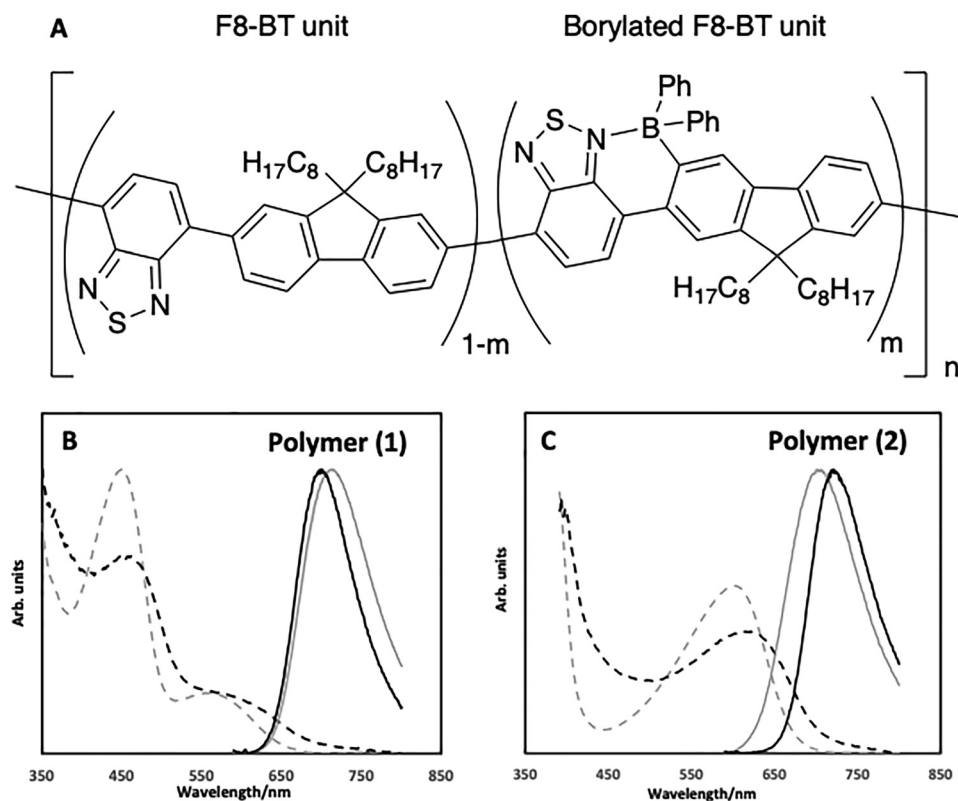 A
F8-BT unit
Borylated F8-BT unit
Ph
B
Ph
S
N
N
H17C8
C8H17
N
S
N
H17C8
C8H17
1-m
m
n
B
Polymer (1)
Arb. units
350
450
550
650
750
850
Wavelength/nm
C
Polymer (2)
Arb. units
350
450
550
650
750
850
Wavelength/nm